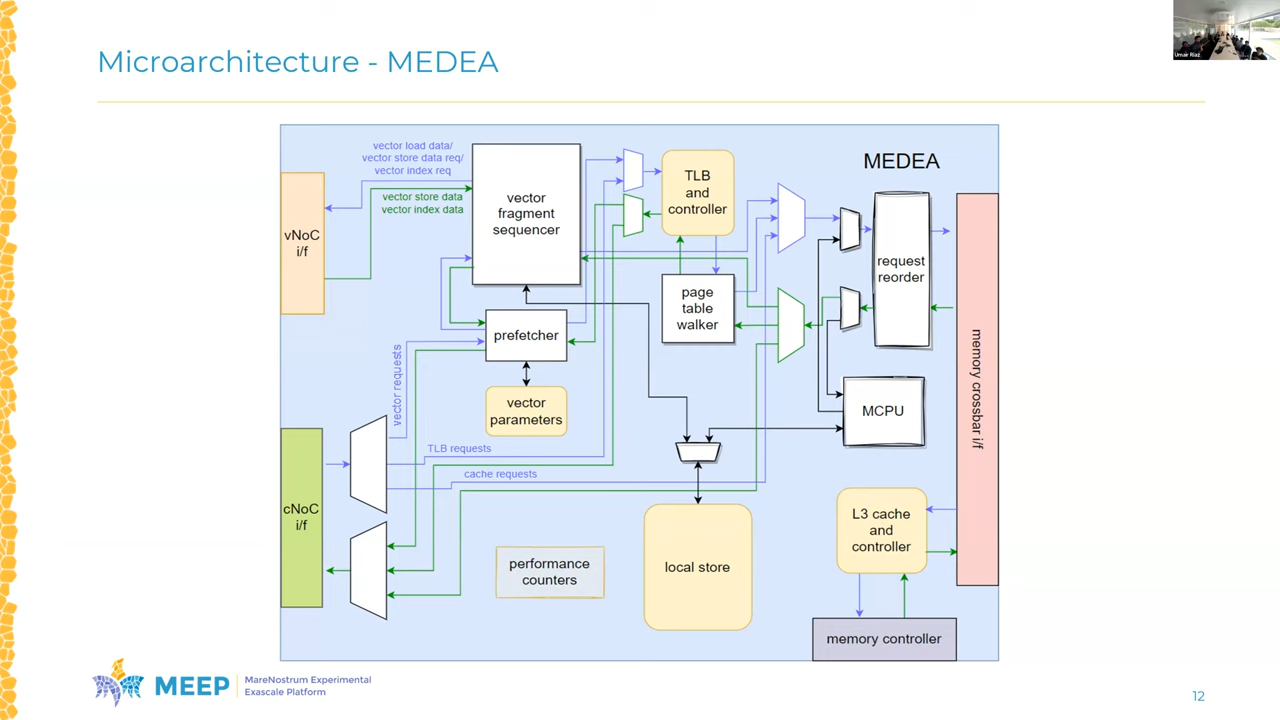 Microarchitecture - MEDEA
Umair Riaz
vector load data/
vector store data req/
vector index req
vector store data
vector index data
vNoC
i/f
vector
fragment
sequencer
TLB
and
controller
MEDEA
request
reorder
page
table
walker
prefetcher
vector requests
vector
parameters
MCPU
memory crossbar i/f
TLB requests
cache requests
cNoC
i/f
L3 cache
and
controller
performance
counters
local store
memory controller
MEEP
MareNostrum Experimental
Exascale Platform
12